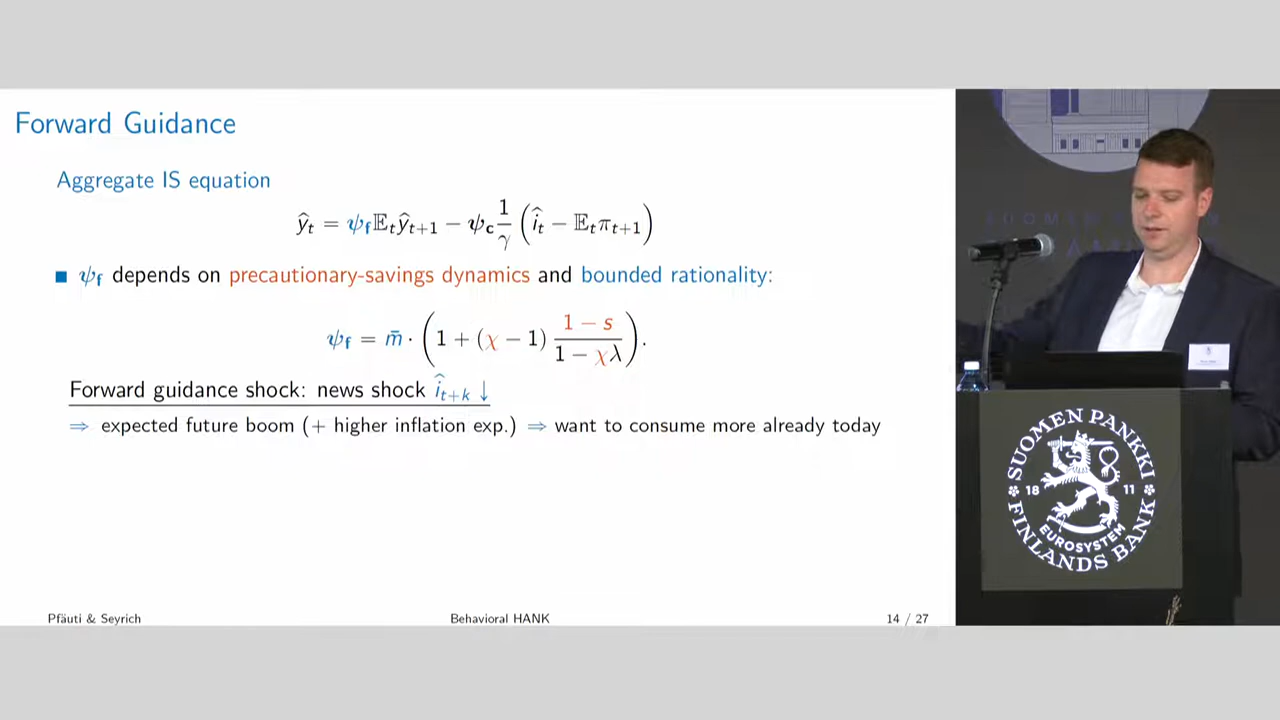 Forward Guidance
Aggregate IS equation
ŷ_t = ψ_f 𝔼_t ŷ_{t+1} − ψ_c 1/γ (î_t − 𝔼_t π_{t+1})
■ ψ_f depends on precautionary-savings dynamics and bounded rationality:
ψ_f = m̄ · (1 + (χ − 1) (1 − s)/(1 − χλ)).
Forward guidance shock: news shock î_{t+k} ↓
⇒ expected future boom (+ higher inflation exp.) ⇒ want to consume more already today
Pfäuti & Seyrich
Behavioral HANK
14 / 27
SUOMEN PANKKI
18 11
EUROSYSTEM
FINLANDS BANK